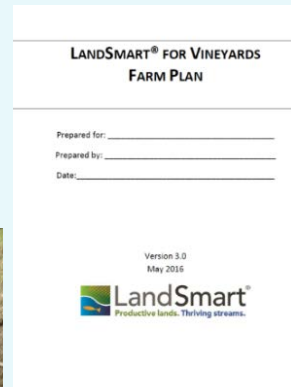 LANDSMART® FOR VINEYARDS
FARM PLAN
Prepared for:
Prepared by:
Date:
Version 3.0
May 2016
LandSmart®
Productive lands. Thriving streams.